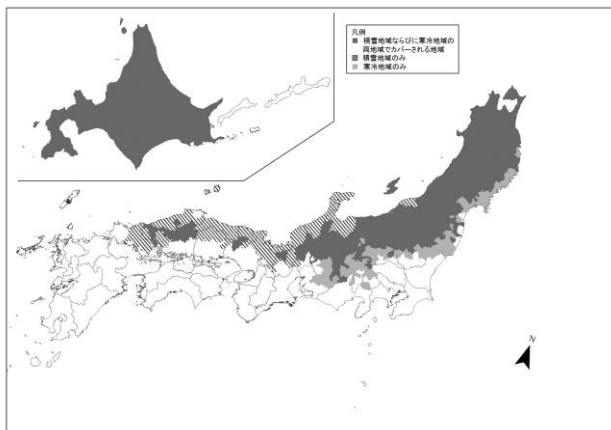 凡例
積雪地域ならびに寒冷地域の
両地域でカバーされる地域
積雪地域のみ
寒冷地域のみ
N